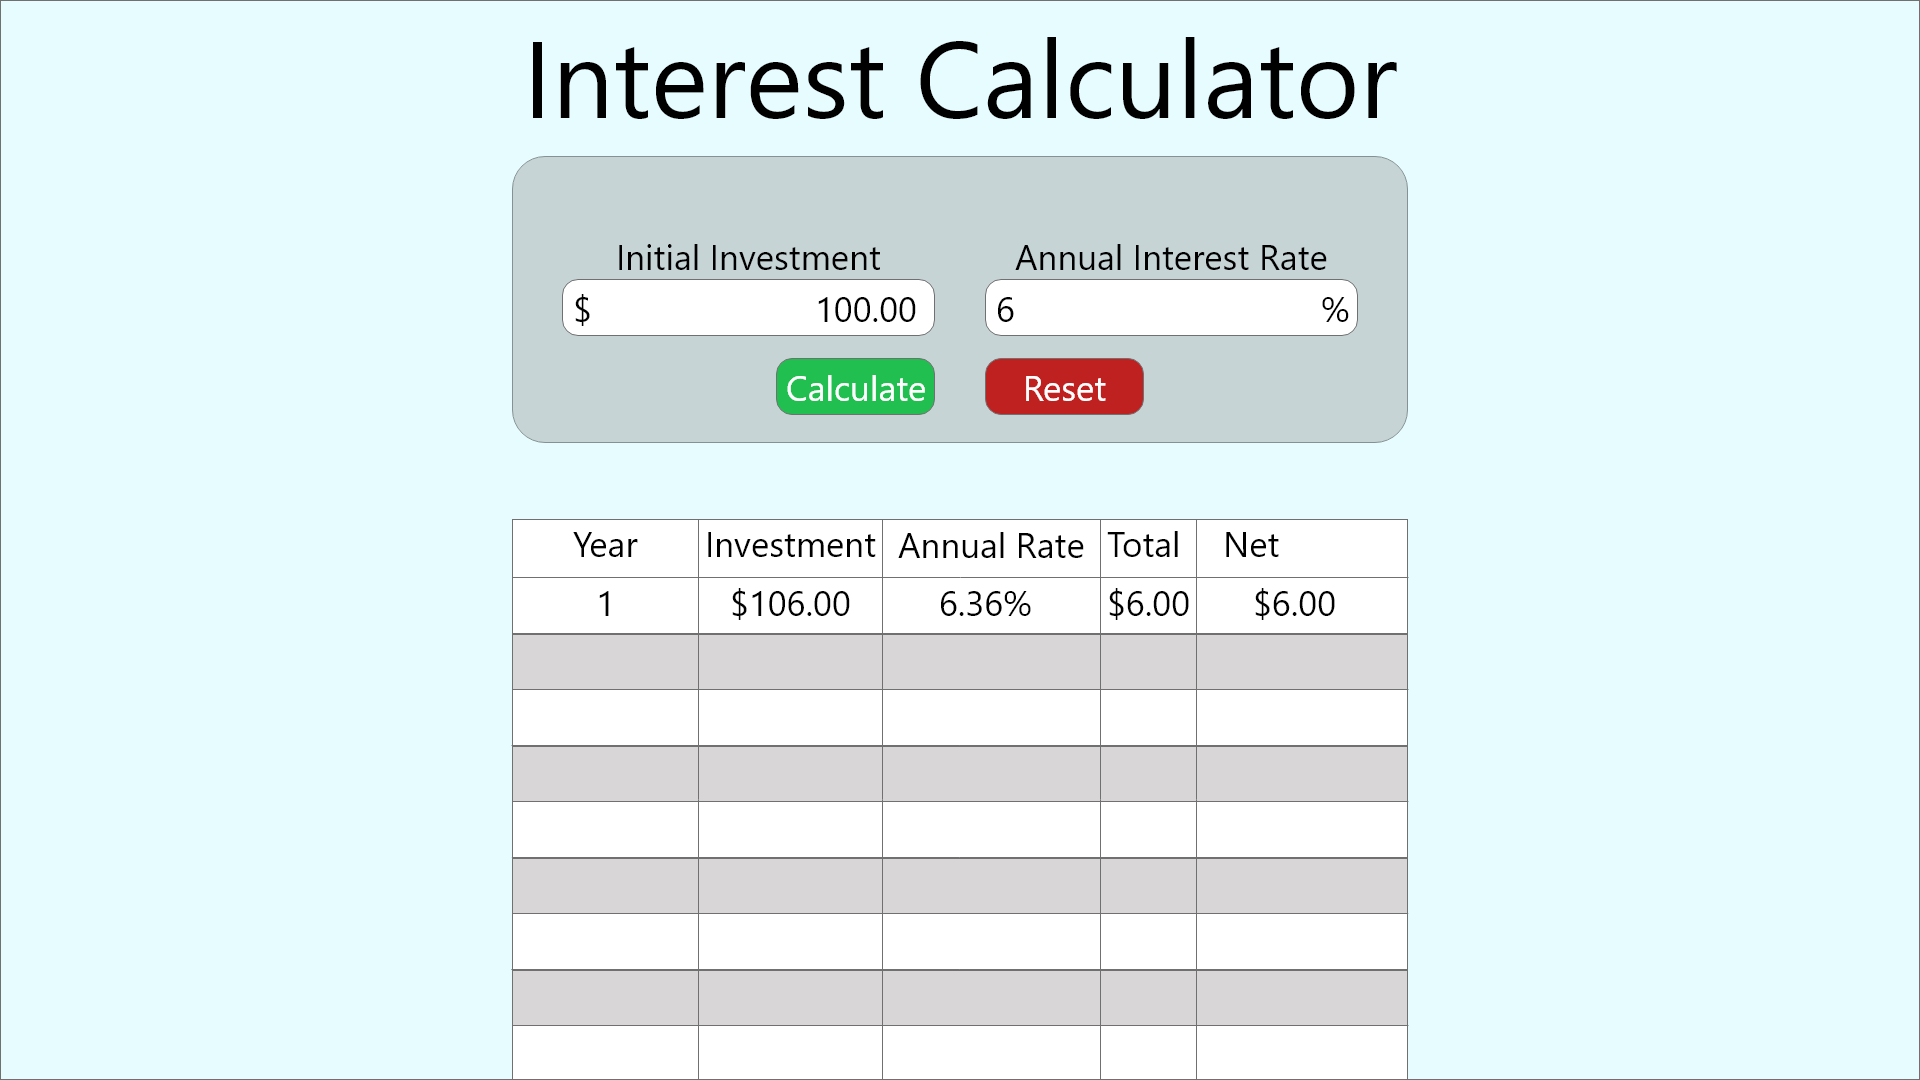 Interest Calculator
Initial Investment Annual Interest Rate
$ 100.00 6 %
Calculate Reset
Year Investment Annual Rate Total Net
1 $106.00 6.36% $6.00 $6.00